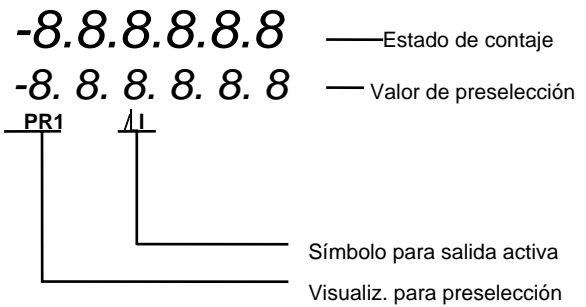 -8.8.8.8.8.8 Estado de contaje
-8. 8. 8. 8. 8. 8 Valor de preselección
PR1
Símbolo para salida activa
Visualiz. para preselección